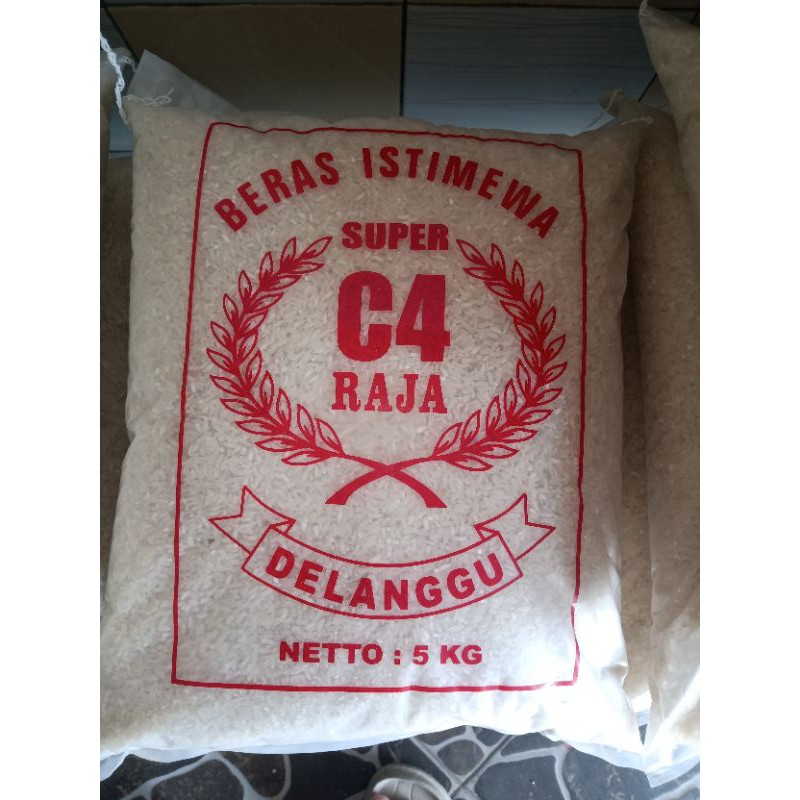 BERAS ISTIMEWA
SUPER
C4
RAJA
DELANGGU
NETTO : 5 KG